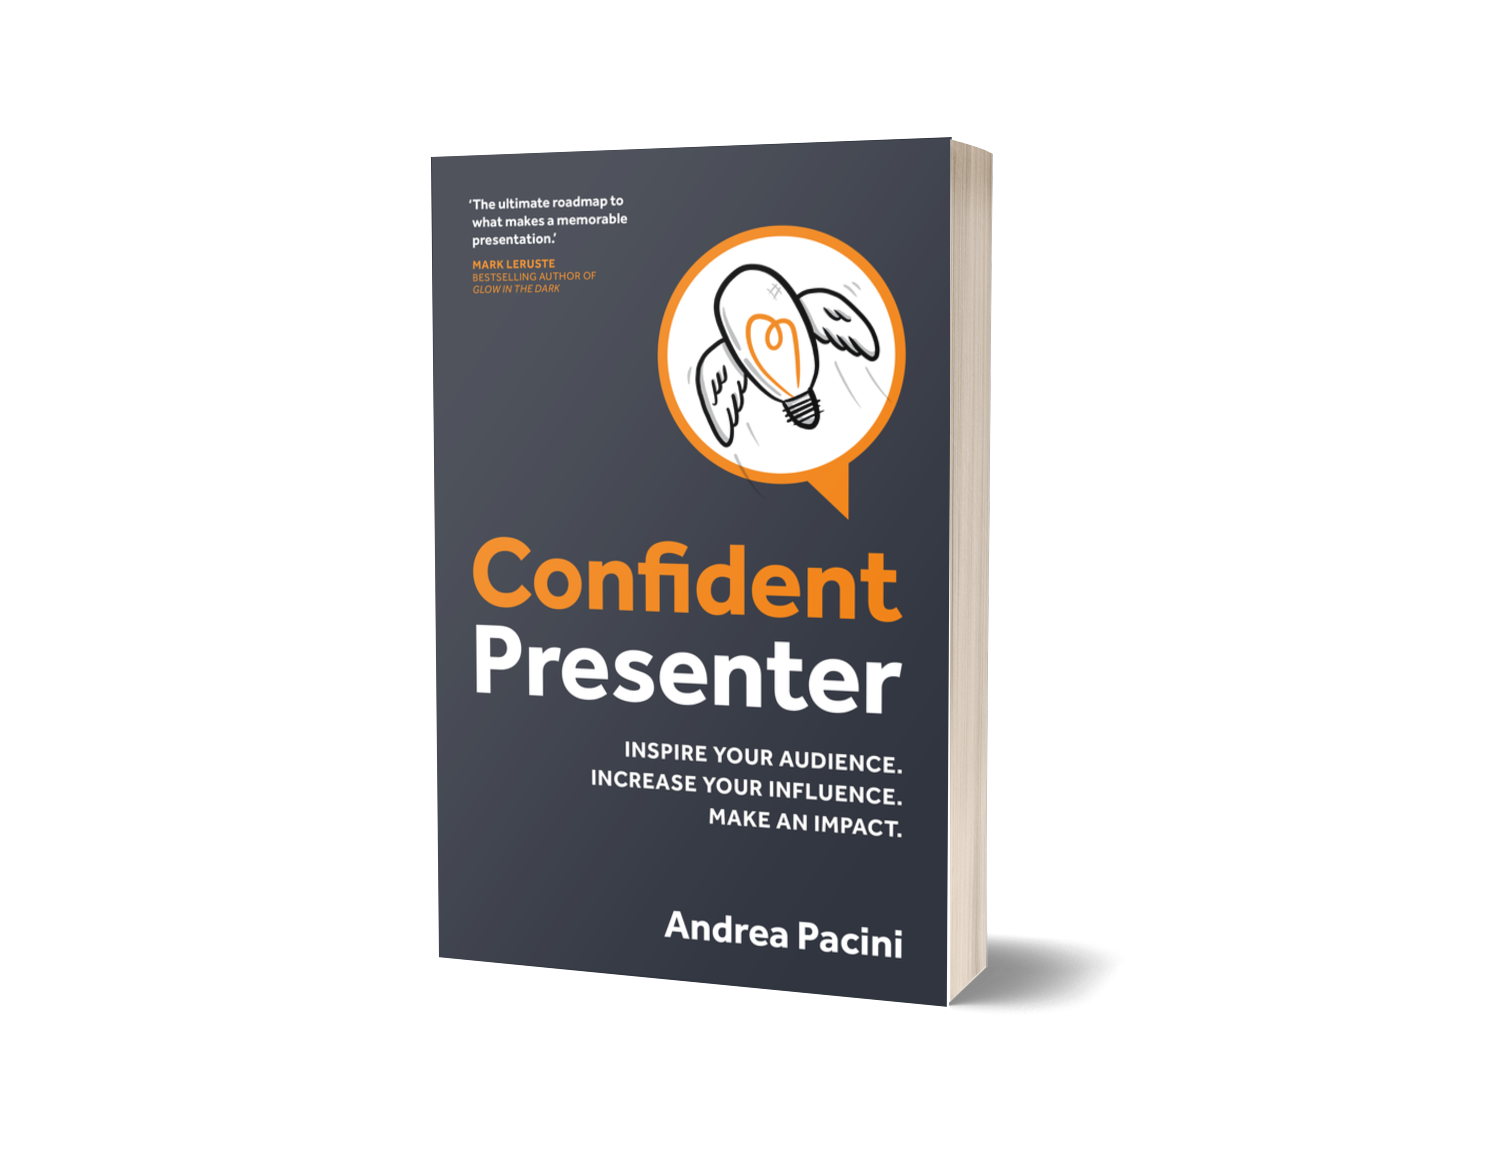 ‘The ultimate roadmap to
what makes a memorable
presentation.’
MARK LERUSTE
BESTSELLING AUTHOR OF
GLOW IN THE DARK
Confident
Presenter
INSPIRE YOUR AUDIENCE.
INCREASE YOUR INFLUENCE.
MAKE AN IMPACT.
Andrea Pacini